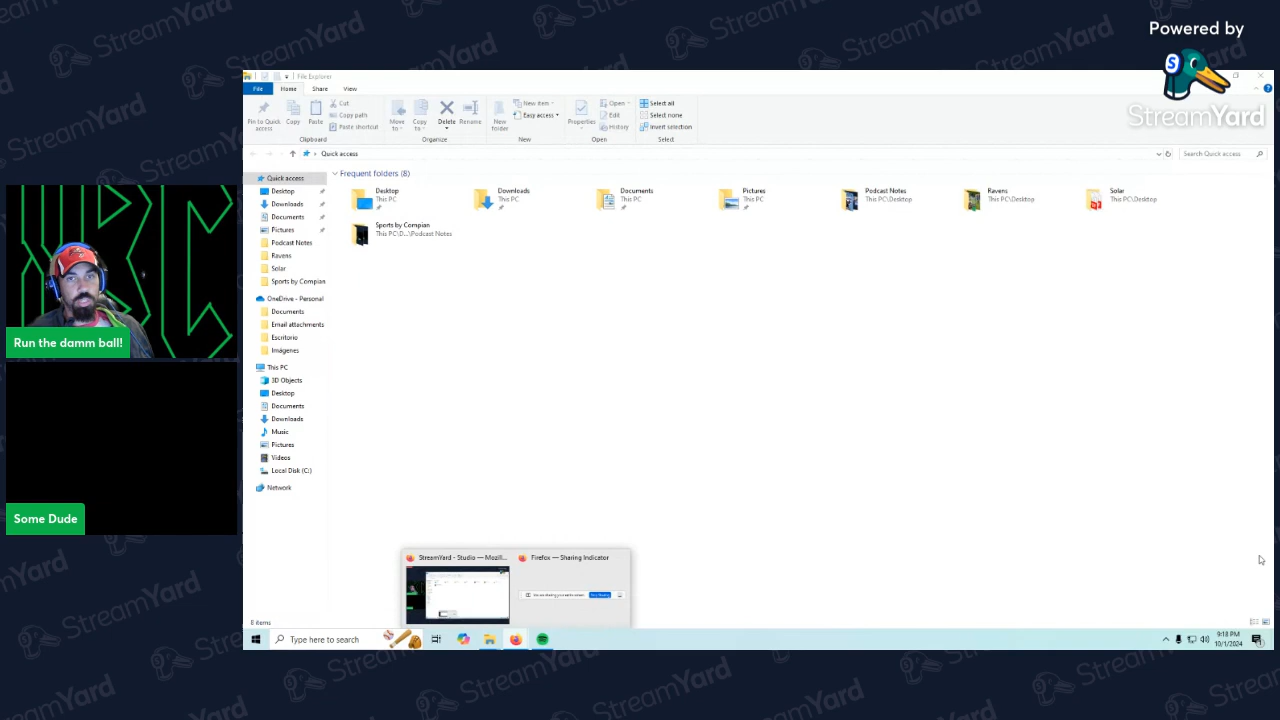 Powered by
StreamYard
File Explorer
File
Home
Share
View
Pin to Quick access
Copy
Paste
Cut
Copy path
Paste shortcut
Clipboard
Move to
Copy to
Delete
Rename
Organize
New folder
New item
Easy access
New
Properties
Open
Edit
History
Open
Select all
Select none
Invert selection
Select
Quick access
Search Quick access
Quick access
Desktop
Downloads
Documents
Pictures
Podcast Notes
Ravens
Solar
Sports by Compian
OneDrive - Personal
Documents
Email attachments
Escritorio
Imágenes
This PC
3D Objects
Desktop
Documents
Downloads
Music
Pictures
Videos
Local Disk (C:)
Network
Frequent folders (8)
Desktop
This PC
Downloads
This PC
Documents
This PC
Pictures
This PC
Podcast Notes
This PC\Desktop
Ravens
This PC\Desktop
Solar
This PC\Desktop
Sports by Compian
This PC\D...\Podcast Notes
Run the damm ball!
Some Dude
StreamYard - Studio — Mozill...
Firefox — Sharing Indicator
8 items
Type here to search
9:18 PM
10/1/2024